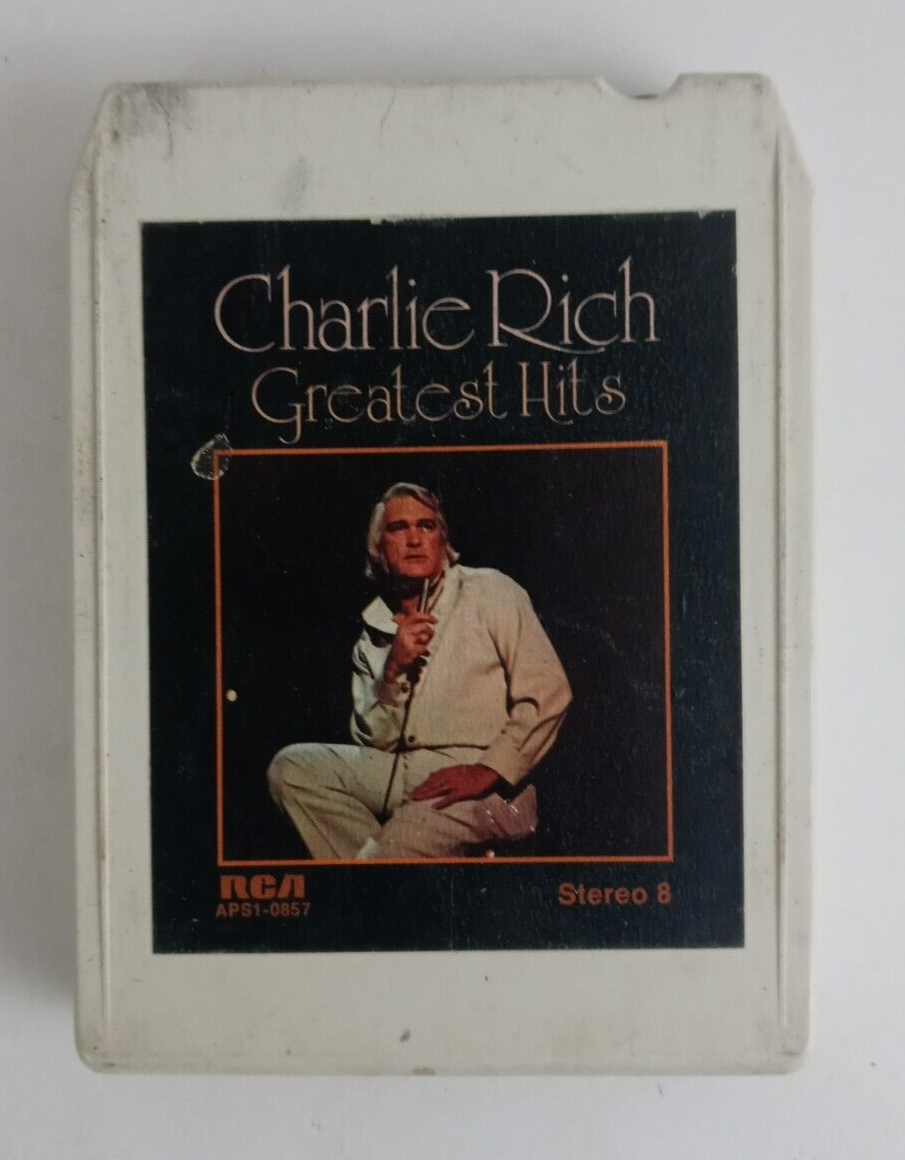 Charlie Rich
Greatest Hits
RCA
APS1-0857
Stereo 8